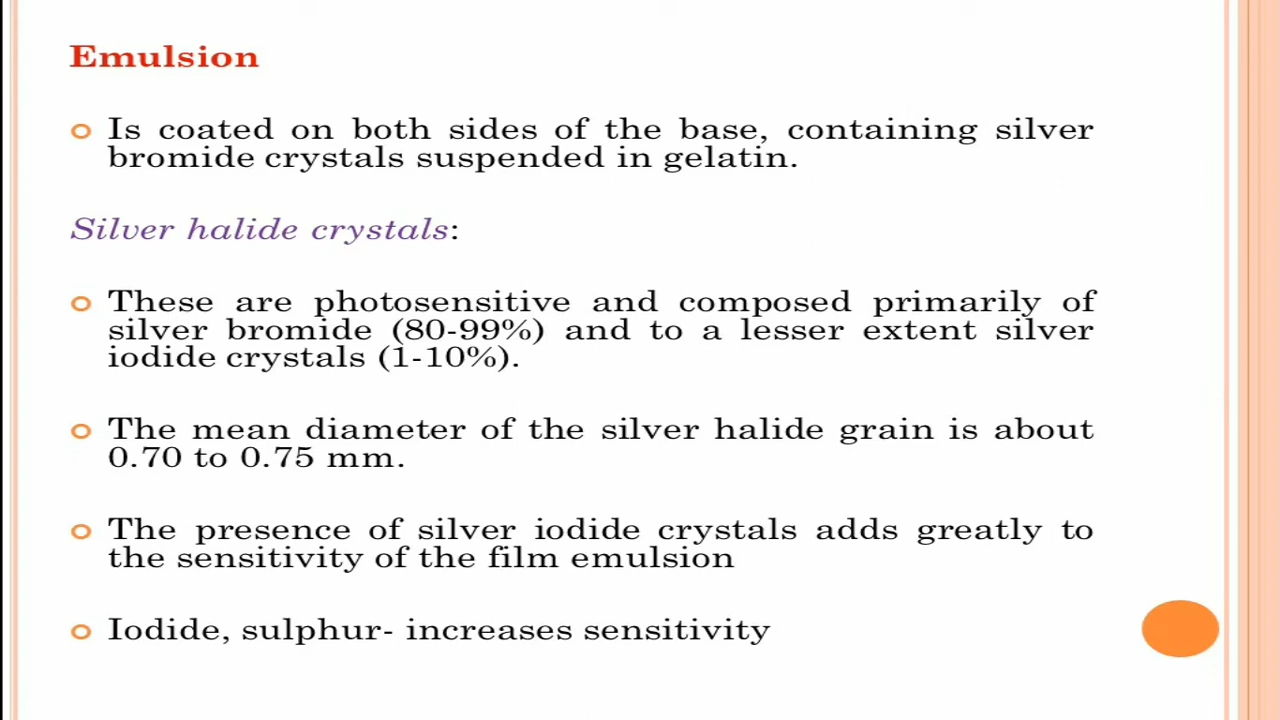 Emulsion
Is coated on both sides of the base, containing silver
bromide crystals suspended in gelatin.
Silver halide crystals:
These are photosensitive and composed primarily of
silver bromide (80-99%) and to a lesser extent silver
iodide crystals (1-10%).
The mean diameter of the silver halide grain is about
0.70 to 0.75 mm.
The presence of silver iodide crystals adds greatly to
the sensitivity of the film emulsion
Iodide, sulphur- increases sensitivity